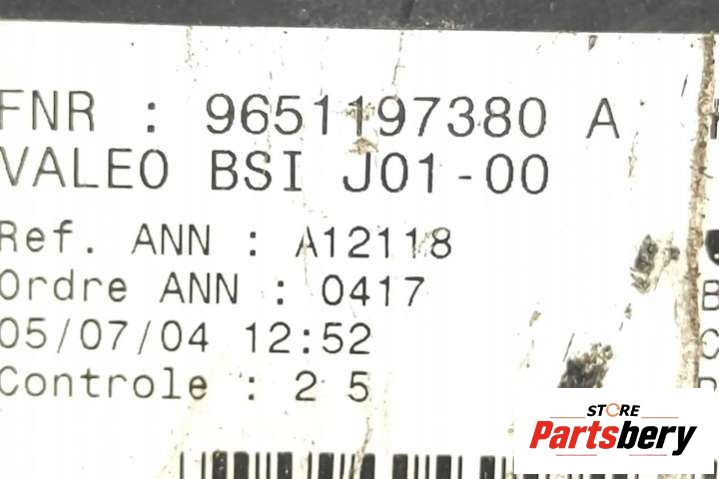 FNR : 9651197380 A
VALEO BSI J01-00
Ref. ANN : A12118
Ordre ANN : 0417
05/07/04 12:52
Controle : 2 5
STORE
Partsbery